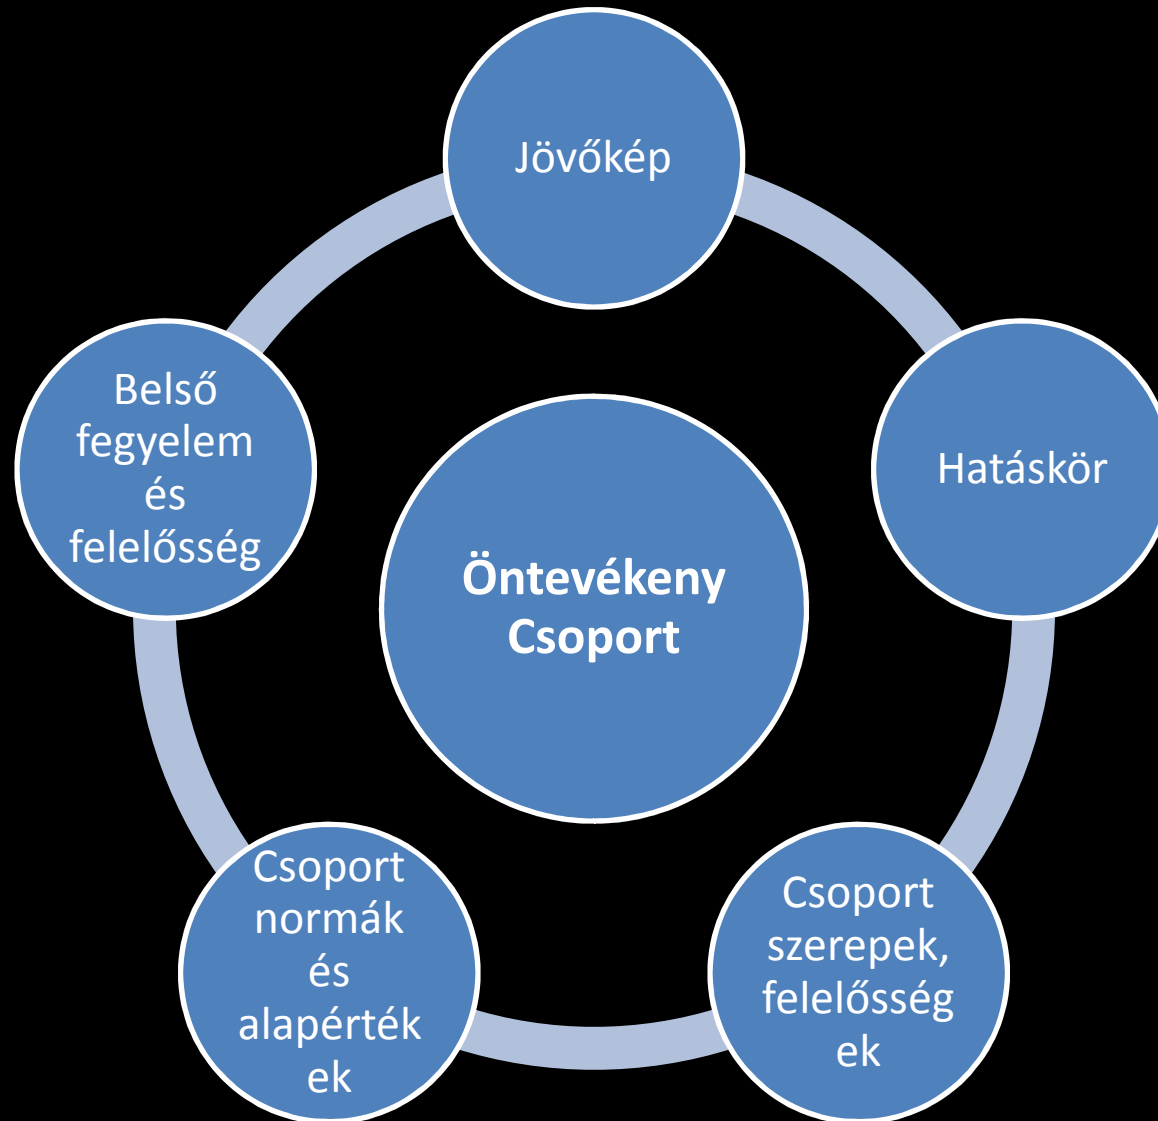 Jövőkép
Hatáskör
Csoport
szerepek,
felelősség
ek
Csoport
normák
és
alapérték
ek
Belső
fegyelem
és
felelősség
Öntevékeny
Csoport